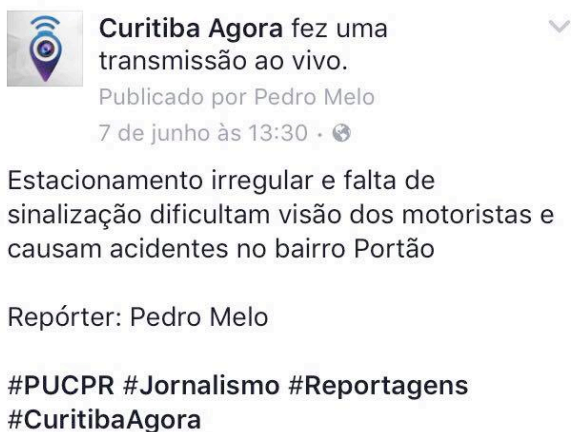 Curitiba Agora fez uma
transmissão ao vivo.
Publicado por Pedro Melo
7 de junho às 13:30 ·
Estacionamento irregular e falta de
sinalização dificultam visão dos motoristas e
causam acidentes no bairro Portão
Repórter: Pedro Melo
#PUCPR #Jornalismo #Reportagens
#CuritibaAgora